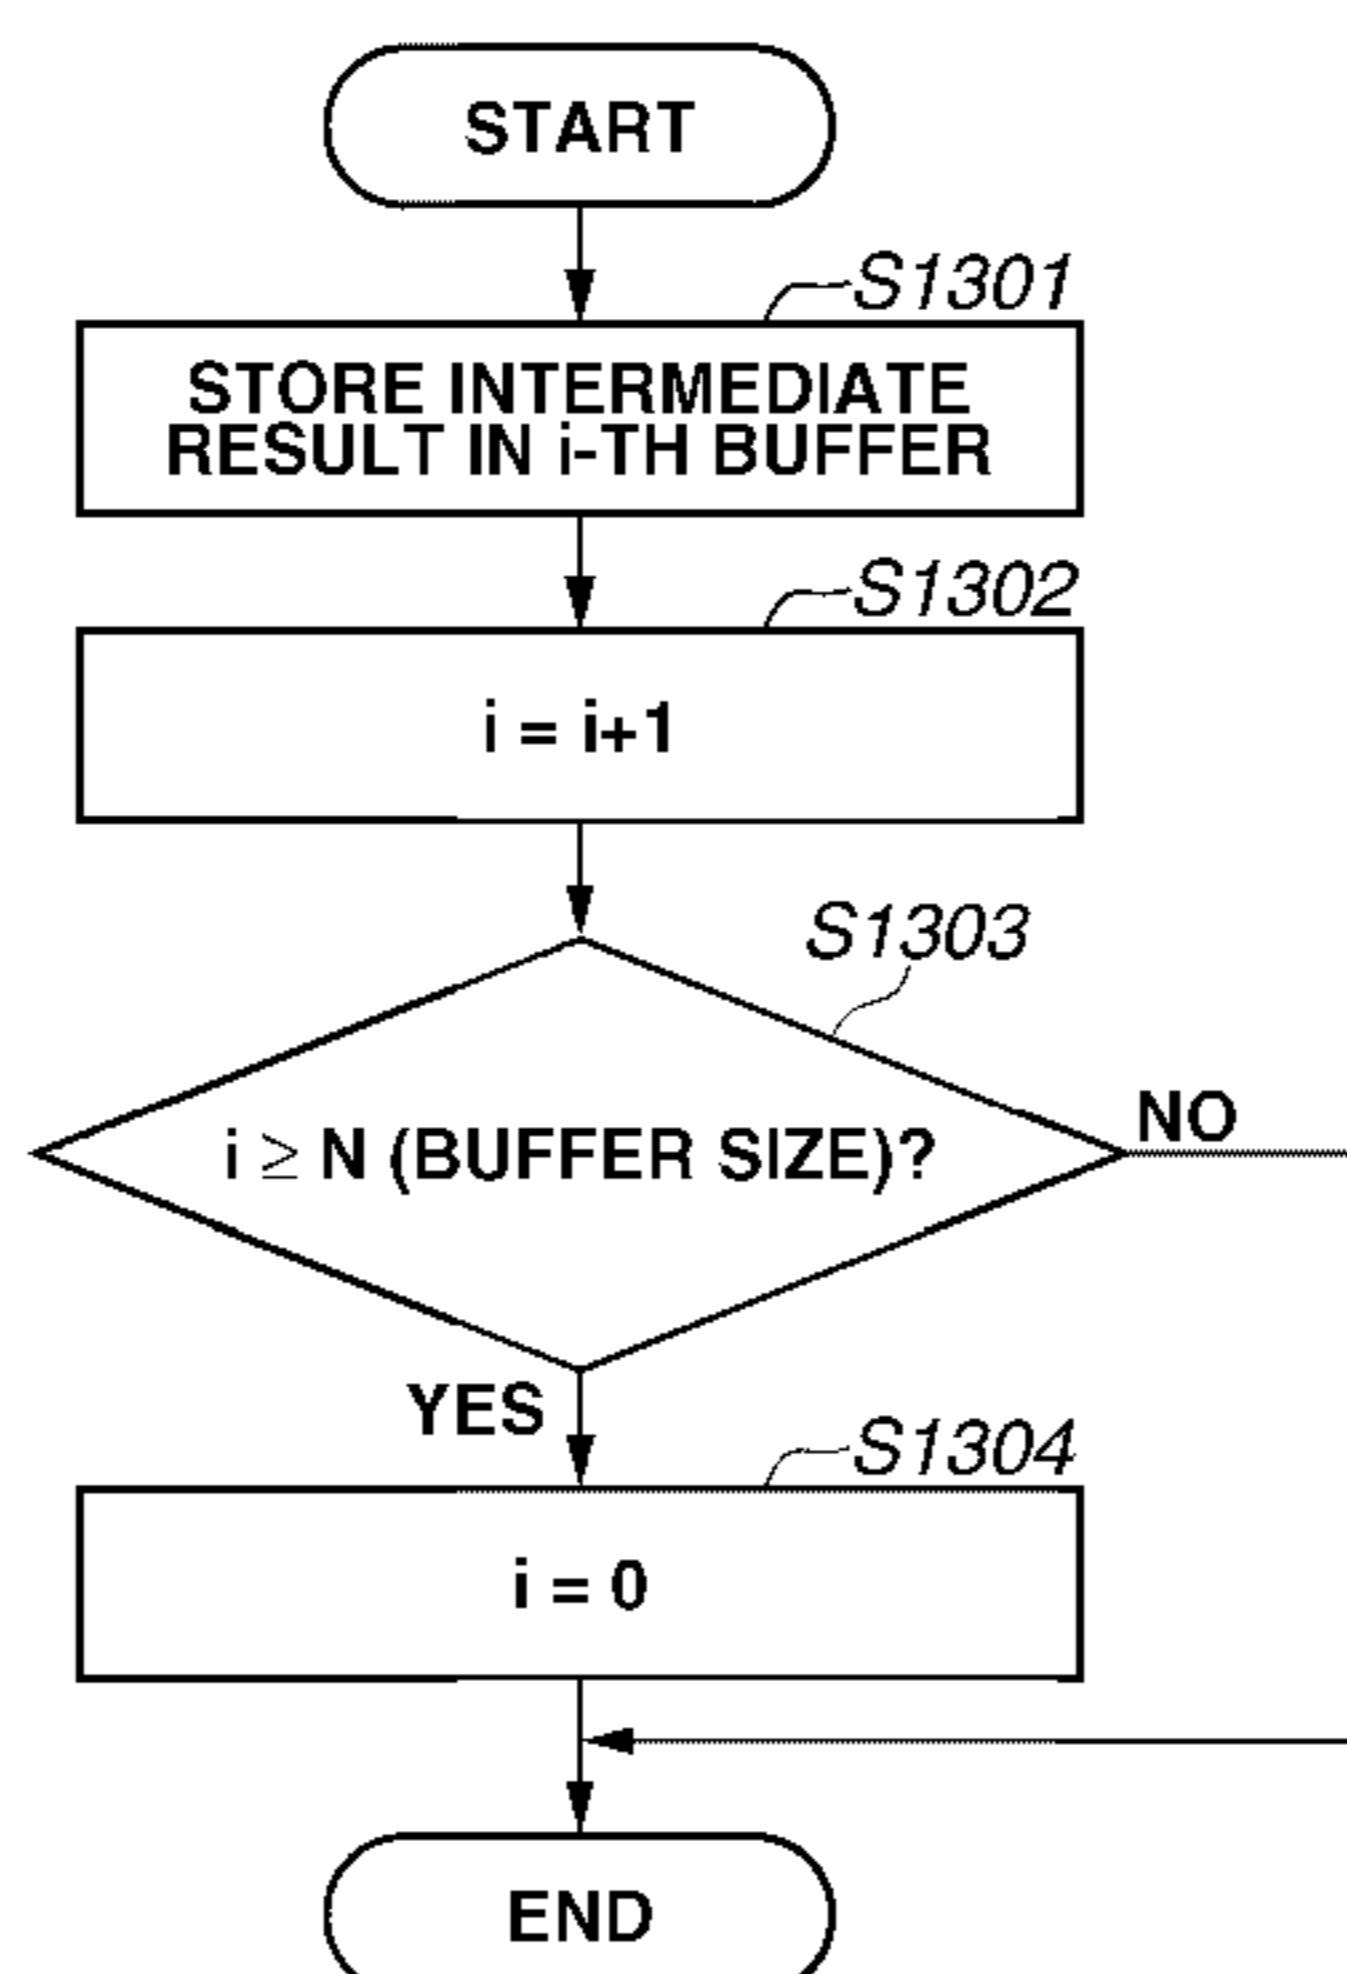 START
S1301
STORE INTERMEDIATE
RESULT IN i-TH BUFFER
S1302
i = i+1
S1303
i ≥ N (BUFFER SIZE)?
NO
YES
S1304
i = 0
END